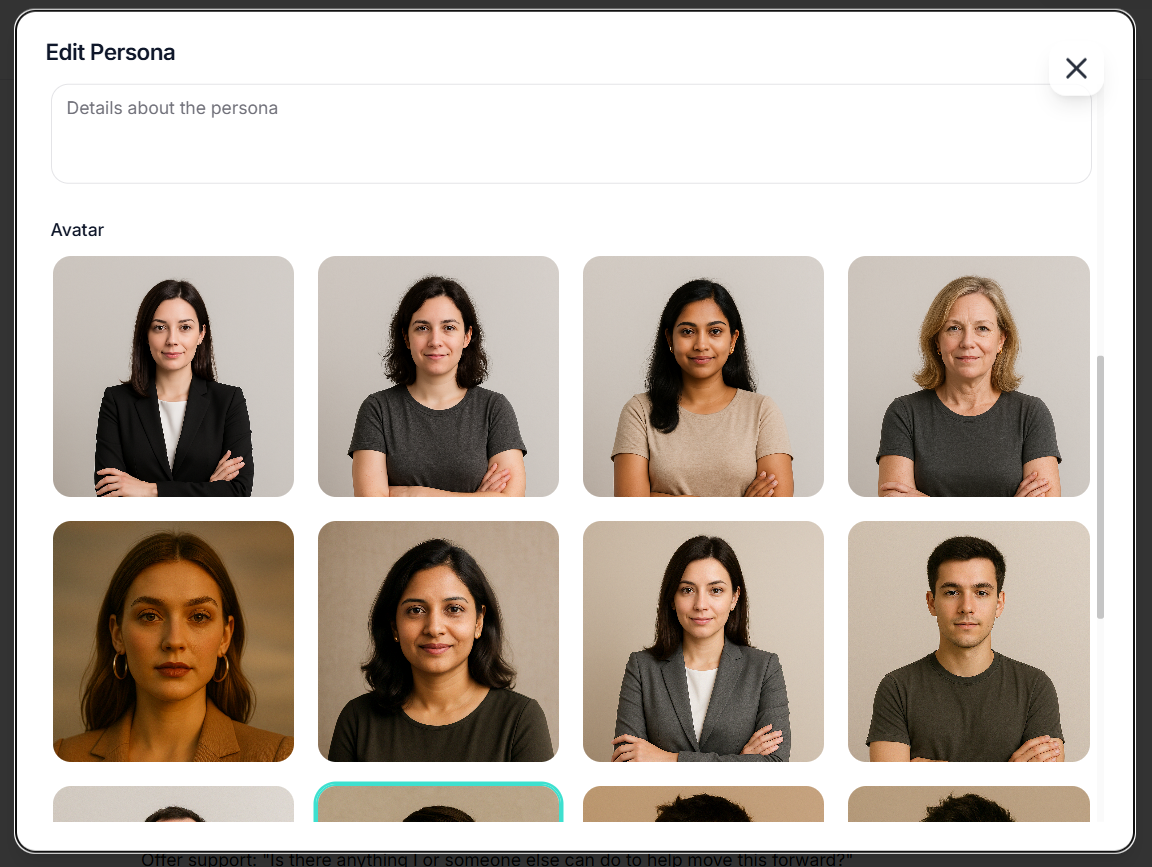 Edit Persona
Details about the persona
Avatar
Offer support: "Is there anything I or someone else can do to help move this forward?"